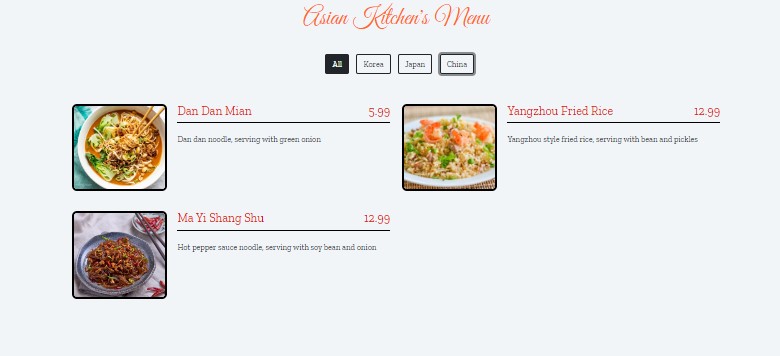 Asian Kitchen's Menu
All Korea Japan China
Dan Dan Mian 5.99
Dan dan noodle, serving with green onion
Yangzhou Fried Rice 12.99
Yangzhou style fried rice, serving with bean and pickles
Ma Yi Shang Shu 12.99
Hot pepper sauce noodle, serving with soy bean and onion